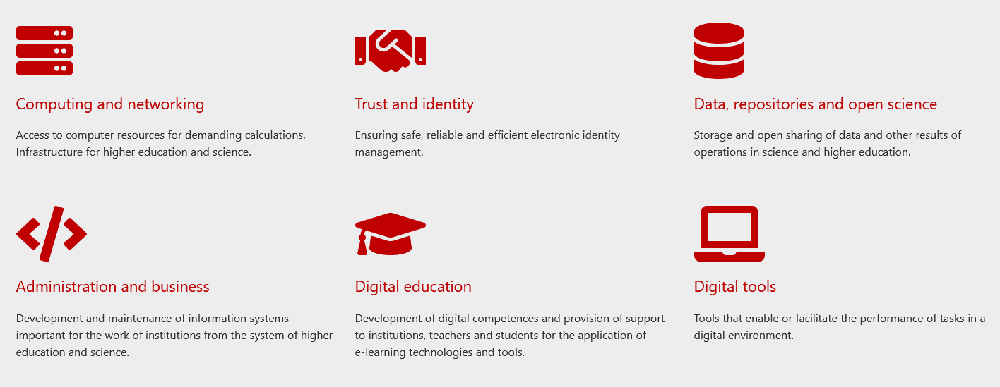 Computing and networking
Access to computer resources for demanding calculations.
Infrastructure for higher education and science.
Trust and identity
Ensuring safe, reliable and efficient electronic identity
management.
Data, repositories and open science
Storage and open sharing of data and other results of
operations in science and higher education.
Administration and business
Development and maintenance of information systems
important for the work of institutions from the system of higher
education and science.
Digital education
Development of digital competences and provision of support
to institutions, teachers and students for the application of
e-learning technologies and tools.
Digital tools
Tools that enable or facilitate the performance of tasks in a
digital environment.